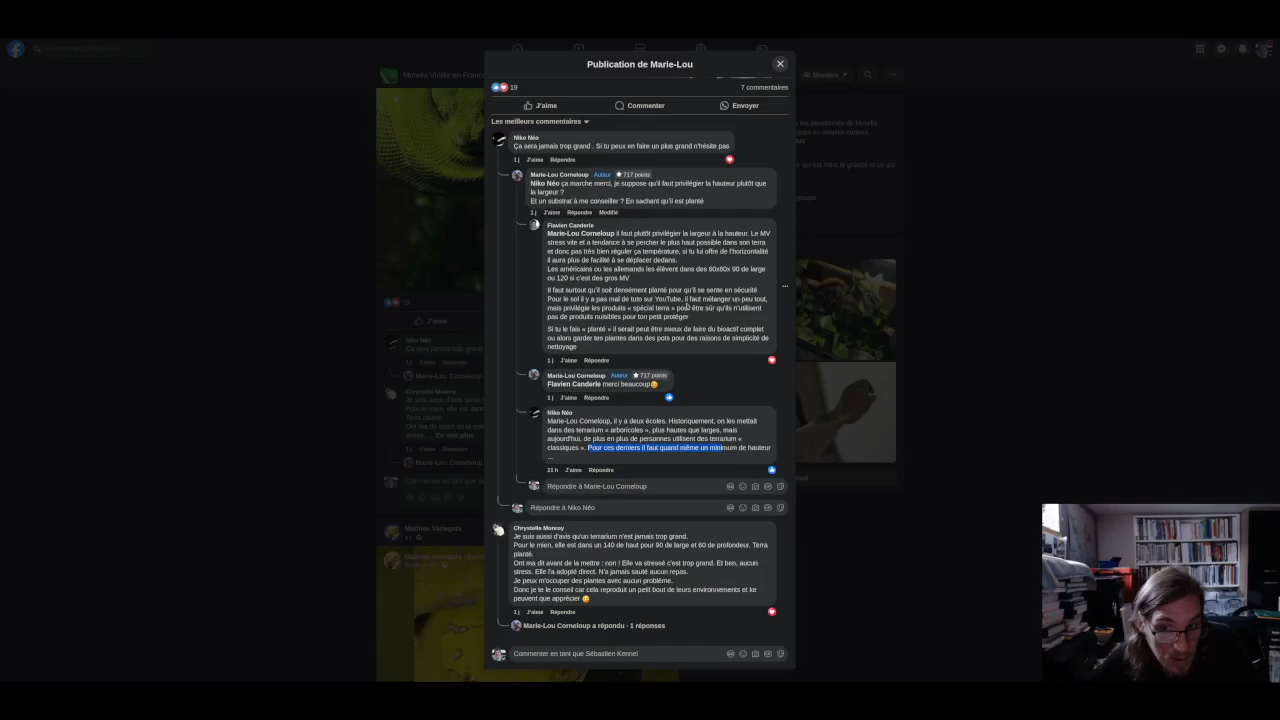 Publication de Marie-Lou
Morelia Viridis en France
Membre
19
7 commentaires
J'aime
Commenter
Envoyer
Les meilleurs commentaires
Niko Néo
Ça sera jamais trop grand . Si tu peux en faire un plus grand n'hésite pas
1 j J'aime Répondre
Marie-Lou Corneloup Auteur 717 points
Niko Néo ça marche merci, je suppose qu'il faut privilégier la hauteur plutôt que
la largeur ?
Et un substrat à me conseiller ? En sachant qu'il est planté
1 j J'aime Répondre Modifié
Flavien Canderle
Marie-Lou Corneloup il faut plutôt privilégier la largeur à la hauteur. Le MV
stress vite et a tendance à se percher le plus haut possible dans son terra
et donc pas très bien réguler ça température, si tu lui offre de l'horizontalité
il aura plus de facilité à se déplacer dedans.
Les américains ou les allemands les élèvent dans des 60x60x 90 de large
ou 120 si c'est des gros MV
Il faut surtout qu'il soit densément planté pour qu'il se sente en sécurité
Pour le sol il y a pas mal de tuto sur YouTube, il faut mélanger un peu tout,
mais privilégie les produits « spécial terra » pour être sûr qu'ils n'utilisent
pas de produits nuisibles pour ton petit protéger
Si tu le fais « planté » il serait peut être mieux de faire du bioactif complet
ou alors garder tes plantes dans des pots pour des raisons de simplicité de
nettoyage
1 j J'aime Répondre
Marie-Lou Corneloup Auteur 717 points
Flavien Canderle merci beaucoup😊
1 j J'aime Répondre
Niko Néo
Marie-Lou Corneloup, il y a deux écoles. Historiquement, on les mettait
dans des terrarium « arboricoles », plus hautes que larges, mais
aujourd'hui, de plus en plus de personnes utilisent des terrarium «
classiques ». Pour ces derniers il faut quand même un minimum de hauteur
...
21 h J'aime Répondre
Répondre à Marie-Lou Corneloup
Répondre à Niko Néo
Chrystelle Monroy
Je suis aussi d'avis qu'un terrarium n'est jamais trop grand.
Pour le mien, elle est dans un 140 de haut pour 90 de large et 60 de profondeur. Terra
planté.
Ont ma dit avant de la mettre : non ! Elle va stressé c'est trop grand. Et ben, aucun
stress. Elle l'a adopté direct. N'a jamais sauté aucun repas.
Je peux m'occuper des plantes avec aucun problème.
Donc je te le conseil car cela reproduit un petit bout de leurs environnements et ke
peuvent que apprécier 😊
1 j J'aime Répondre
Marie-Lou Corneloup a répondu · 1 réponses
Commenter en tant que Sébastien Kennel